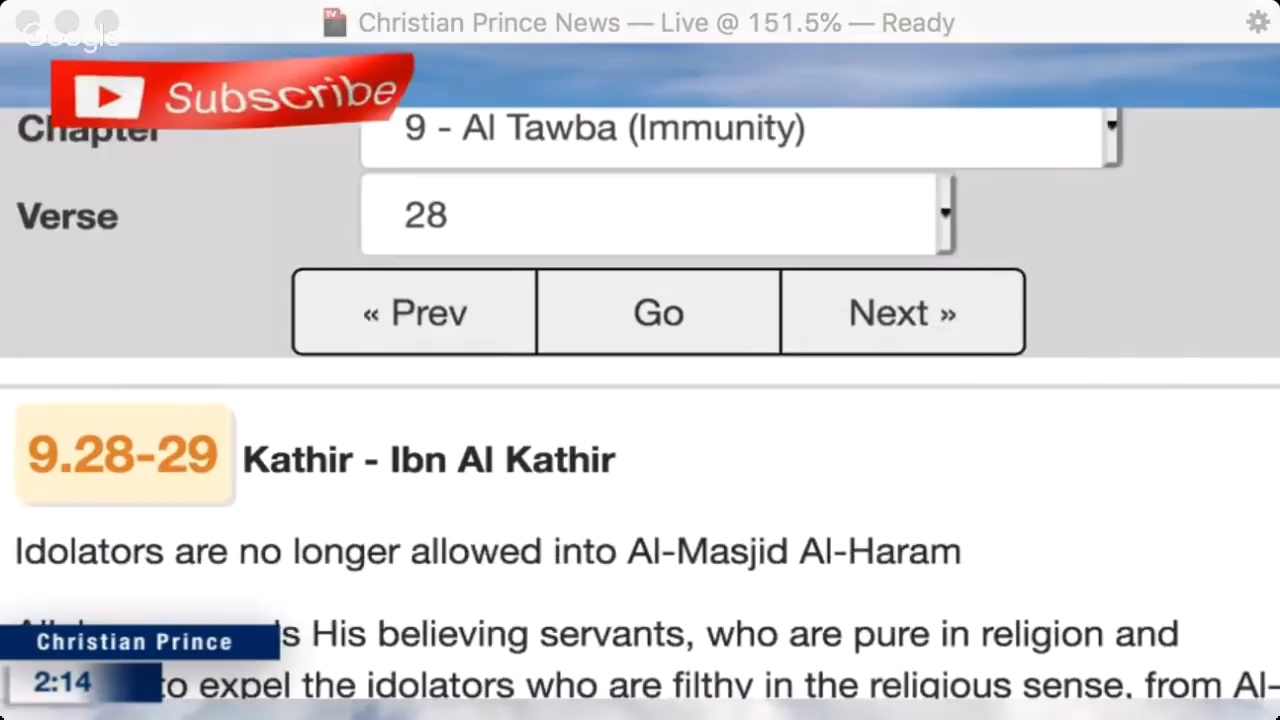 Christian Prince News — Live @ 151.5% — Ready
Google
Subscribe
Chapter
9 - Al Tawba (Immunity)
Verse
28
« Prev
Go
Next »
9.28-29
Kathir - Ibn Al Kathir
Idolators are no longer allowed into Al-Masjid Al-Haram
His believing servants, who are pure in religion and
to expel the idolators who are filthy in the religious sense, from Al-
Christian Prince
2:14